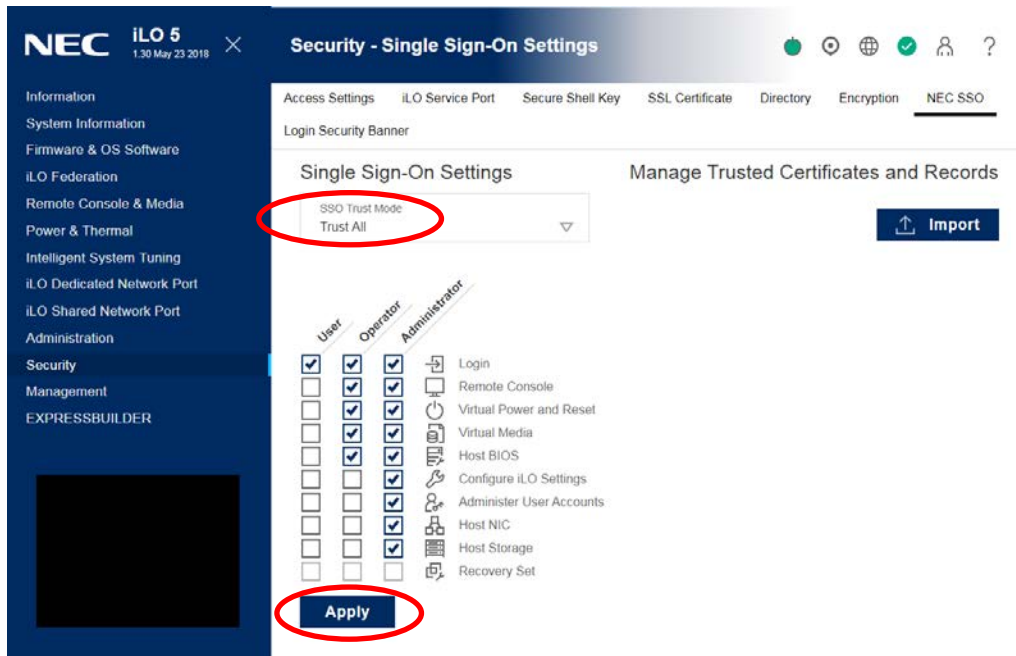 NEC
iLO 5
1.30 May 23 2018
Security - Single Sign-On Settings
?
Information
System Information
Firmware & OS Software
iLO Federation
Remote Console & Media
Power & Thermal
Intelligent System Tuning
iLO Dedicated Network Port
iLO Shared Network Port
Administration
Security
Management
EXPRESSBUILDER
Access Settings iLO Service Port Secure Shell Key SSL Certificate Directory Encryption NEC SSO
Login Security Banner
Single Sign-On Settings
Manage Trusted Certificates and Records
SSO Trust Mode
Trust All
Import
User Operator Administrator
Login
Remote Console
Virtual Power and Reset
Virtual Media
Host BIOS
Configure iLO Settings
Administer User Accounts
Host NIC
Host Storage
Recovery Set
Apply